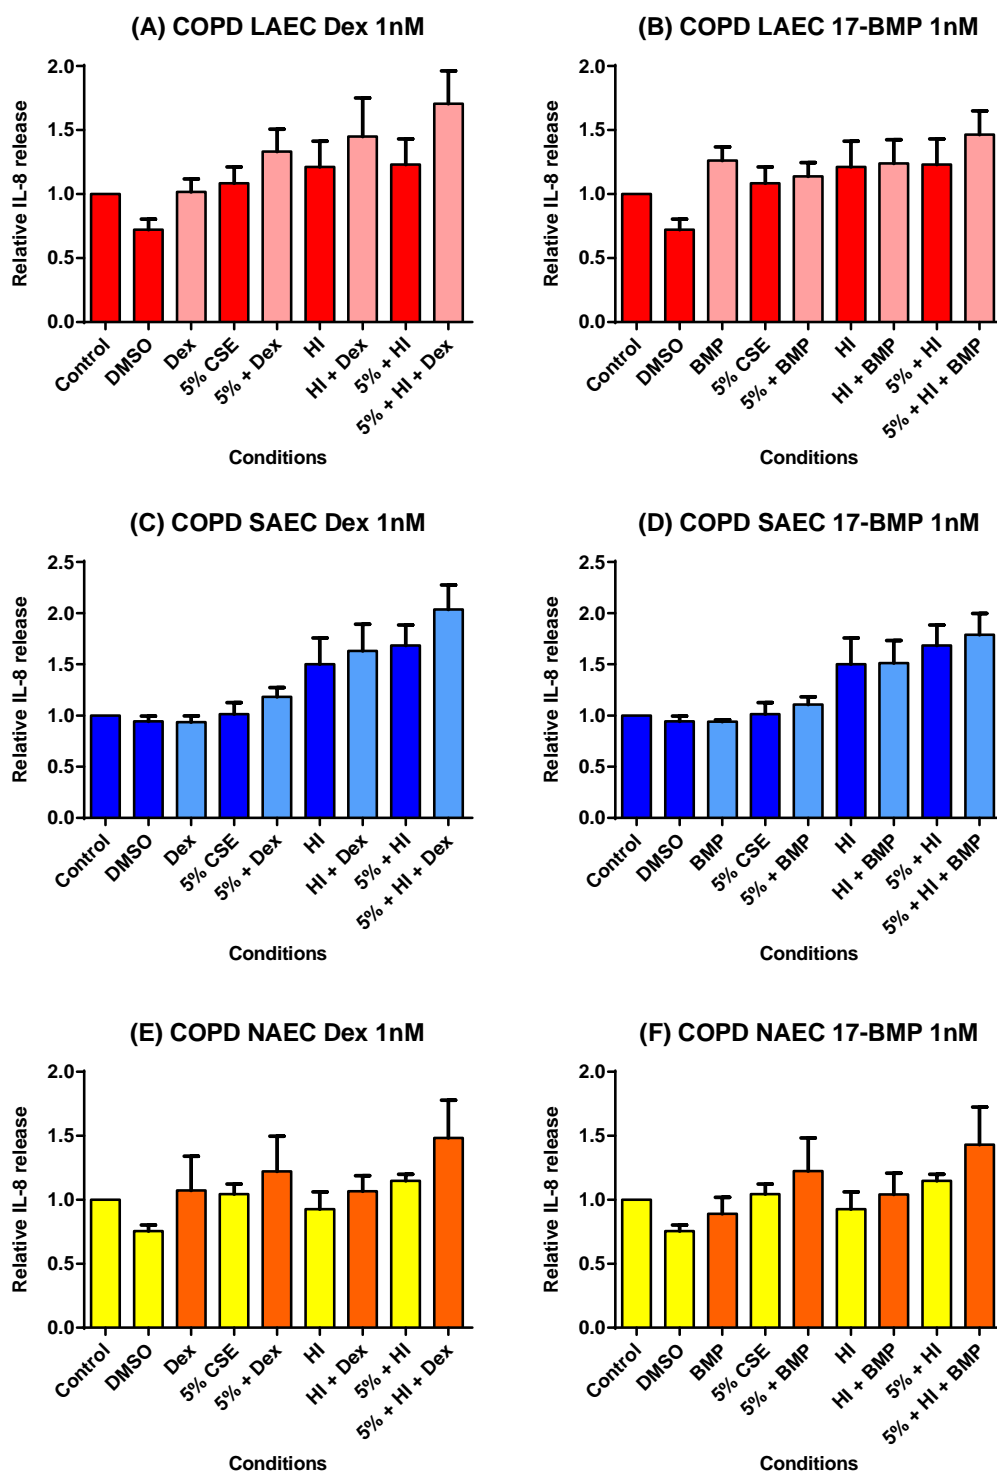 (A) COPD LAEC Dex 1nM
Relative IL-8 release
2.0
1.5
1.0
0.5
0.0
Control
DMSO
Dex
5% CSE
5% + Dex
HI
HI + Dex
5% + HI
5% + HI + Dex
Conditions
(B) COPD LAEC 17-BMP 1nM
Relative IL-8 release
2.0
1.5
1.0
0.5
0.0
Control
DMSO
BMP
5% CSE
5% + BMP
HI
HI + BMP
5% + HI
5% + HI + BMP
Conditions
(C) COPD SAEC Dex 1nM
Relative IL-8 release
2.5
2.0
1.5
1.0
0.5
0.0
Control
DMSO
Dex
5% CSE
5% + Dex
HI
HI + Dex
5% + HI
5% + HI + Dex
Conditions
(D) COPD SAEC 17-BMP 1nM
Relative IL-8 release
2.5
2.0
1.5
1.0
0.5
0.0
Control
DMSO
BMP
5% CSE
5% + BMP
HI
HI + BMP
5% + HI
5% + HI + BMP
Conditions
(E) COPD NAEC Dex 1nM
Relative IL-8 release
2.0
1.5
1.0
0.5
0.0
Control
DMSO
Dex
5% CSE
5% + Dex
HI
HI + Dex
5% + HI
5% + HI + Dex
Conditions
(F) COPD NAEC 17-BMP 1nM
Relative IL-8 release
2.0
1.5
1.0
0.5
0.0
Control
DMSO
BMP
5% CSE
5% + BMP
HI
HI + BMP
5% + HI
5% + HI + BMP
Conditions